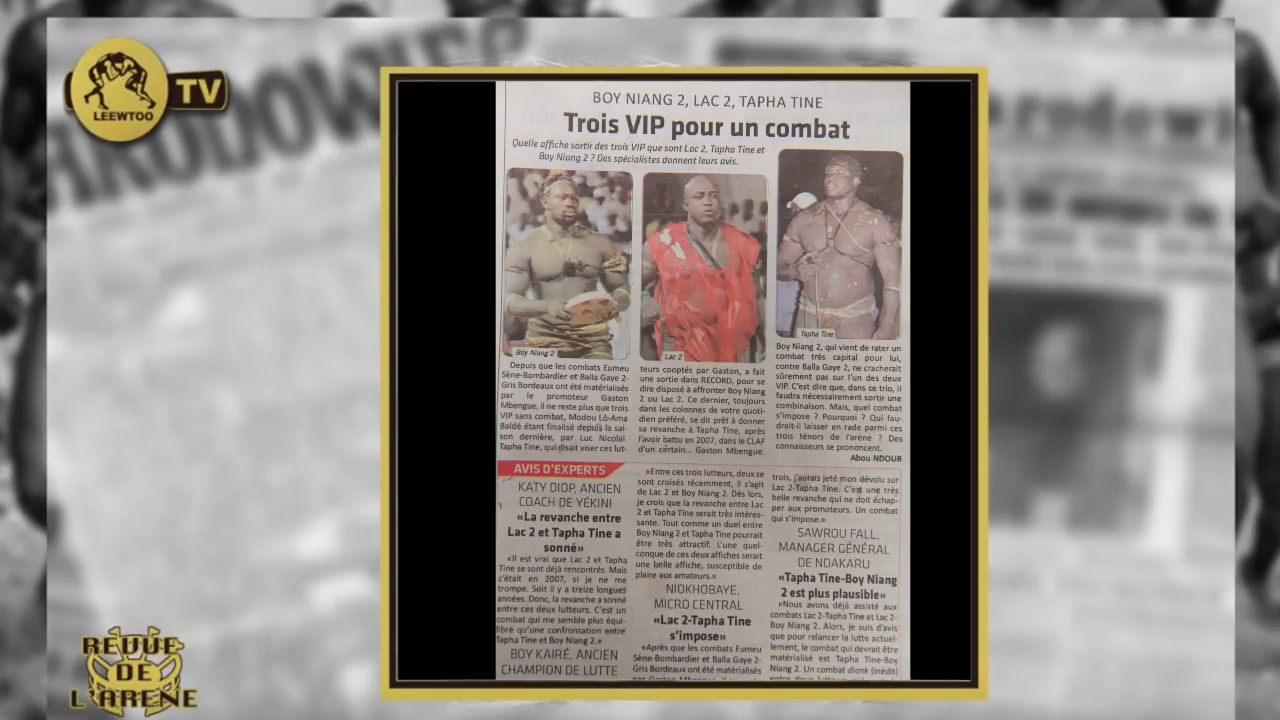 LEEWTOO
TV
BOY NIANG 2, LAC 2, TAPHA TINE
Trois VIP pour un combat
Quelle affiche sortir des trois VIP que sont Lac 2, Tapha Tine et
Boy Niang 2 ? Des spécialistes donnent leurs avis.
Boy Niang 2
Lac 2
Tapha Tine
Depuis que les combats Eumeu
Sène-Bombardier et Balla Gaye 2-
Gris Bordeaux ont été matérialisés
par le promoteur Gaston
Mbengue, il ne reste plus que trois
VIP sans combat, Modou Lô-Ama
Baldé étant finalisé depuis la sai-
son dernière, par Luc Nicolaï.
Tapha Tine, qui disait viser ces lut-
teurs cooptés par Gaston, a fait
une sortie dans RECORD, pour se
dire disposé à affronter Boy Niang
2 ou Lac 2. Ce dernier, toujours
dans les colonnes de votre quoti-
dien préféré, se dit prêt à donner
sa revanche à Tapha Tine, après
l'avoir battu en 2007, dans le CLAF
d'un certain... Gaston Mbengue.
Boy Niang 2, qui vient de rater un
combat très capital pour lui,
contre Balla Gaye 2, ne cracherait
sûrement pas sur l'un des deux
VIP. C'est dire que, dans ce trio, il
faudra nécessairement sortir une
combinaison. Mais, quel combat
s'impose ? Pourquoi ? Qui fau-
drait-il laisser en rade parmi ces
trois ténors de l'arène ? Des
connaisseurs se prononcent.
Abou NDOUR
AVIS D'EXPERTS
KATY DIOP, ANCIEN
COACH DE YÉKINI
«La revanche entre
Lac 2 et Tapha Tine a
sonné»
«Il est vrai que Lac 2 et Tapha
Tine se sont déjà rencontrés. Mais
c'était en 2007, si je ne me
trompe. Soit il y a treize longues
années. Donc, la revanche a sonné
entre ces deux lutteurs. C'est un
combat qui me semble plus équi-
libré qu'une confrontation entre
Tapha Tine et Boy Niang 2.»
BOY KAIRÉ, ANCIEN
CHAMPION DE LUTTE
«Entre ces trois lutteurs, deux se
sont croisés récemment, il s'agit
de Lac 2 et Boy Niang 2. Dès lors,
je crois que la revanche entre Lac
2 et Tapha Tine serait très intéres-
sante. Tout comme un duel entre
Boy Niang 2 et Tapha Tine pourrait
être très attractif. L'une quel-
conque de ces deux affiches serait
une belle affiche, susceptible de
plaire aux amateurs.»
NIOKHOBAYE,
MICRO CENTRAL
«Lac 2-Tapha Tine
s'impose»
«Après que les combats Eumeu
Sène-Bombardier et Balla Gaye 2-
Gris Bordeaux ont été matérialisés
par Gaston Mbengue, il
trois, j'aurais jeté mon dévolu sur
Lac 2-Tapha Tine. C'est une très
belle revanche qui ne doit échap-
per aux promoteurs. Un combat
qui s'impose.»
SAWROU FALL,
MANAGER GÉNÉRAL
DE NDAKARU
«Tapha Tine-Boy Niang
2 est plus plausible»
«Nous avons déjà assisté aux
combats Lac 2-Tapha Tine et Lac 2-
Boy Niang 2. Alors, je suis d'avis
que pour relancer la lutte actuel-
lement, le combat qui devrait être
matérialisé est Tapha Tine-Boy
Niang 2. Un combat diank (inédit)
entre deux lutteurs
REVUE
DE
L'ARENE